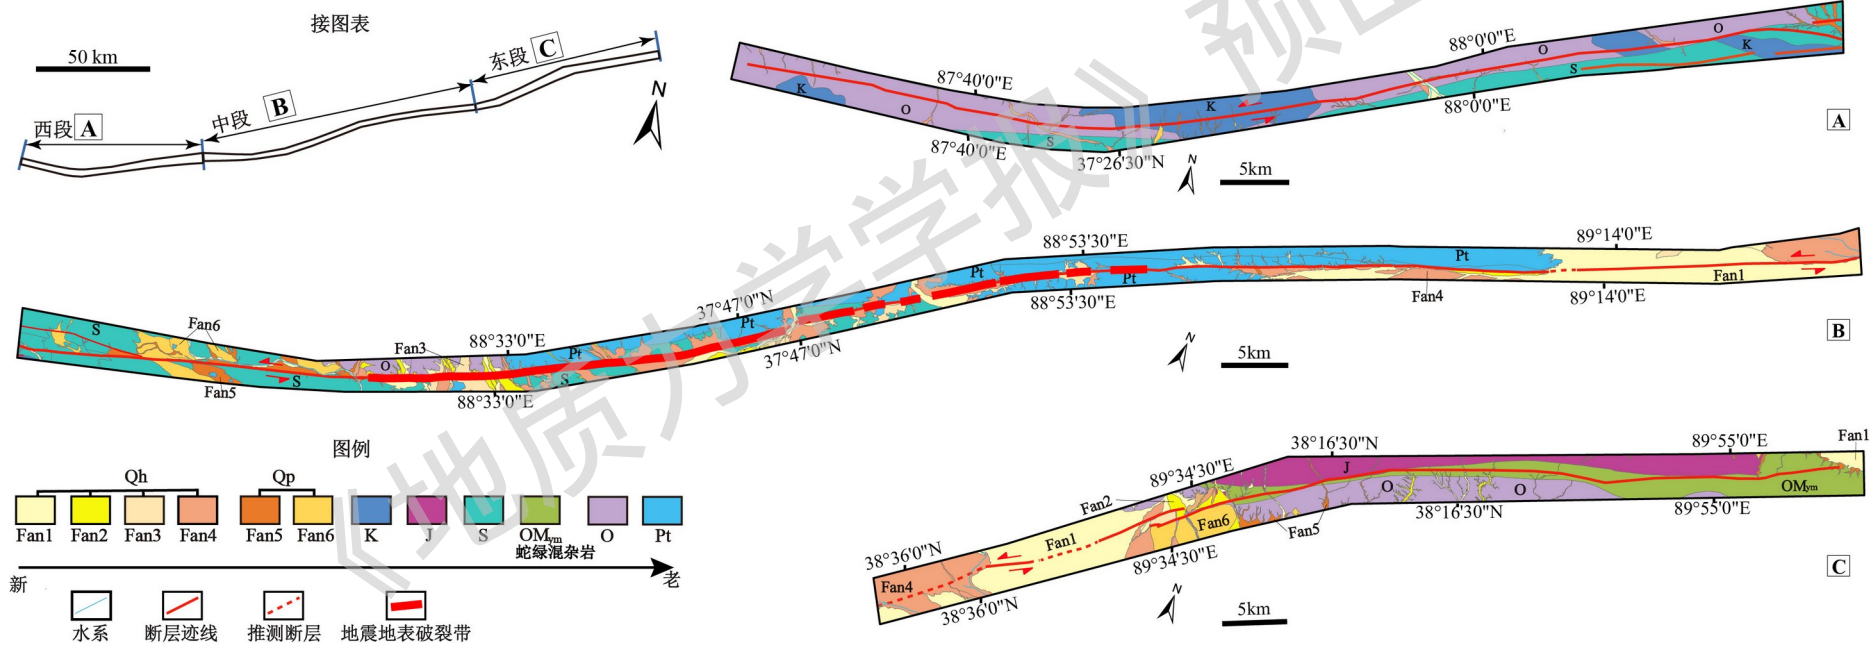 接图表
50 km
西段 A
中段 B
东段 C
N
87°40'0"E
K
O
87°40'0"E
S
37°26'30"N
K
N
5km
88°0'0"E
O
O
K
S
88°0'0"E
A
S
Fan6
Fan5
S
Fan3
O
88°33'0"E
88°33'0"E
Pt
S
37°47'0"N
Pt
37°47'0"N
Pt
88°53'30"E
Pt
88°53'30"E
N
5km
Pt
Fan4
89°14'0"E
89°14'0"E
Fan1
B
38°36'0"N
Fan4
38°36'0"N
Fan1
Fan2
89°34'30"E
Fan6
89°34'30"E
Fan5
38°16'30"N
J
O
O
38°16'30"N
89°55'0"E
89°55'0"E
OMym
Fan1
N
5km
C
图例
Qh
Qp
Fan1 Fan2 Fan3 Fan4 Fan5 Fan6 K J S OMym O Pt
蛇绿混杂岩
新
老
水系 断层迹线 推测断层 地震地表破裂带
《地质力学学报》预